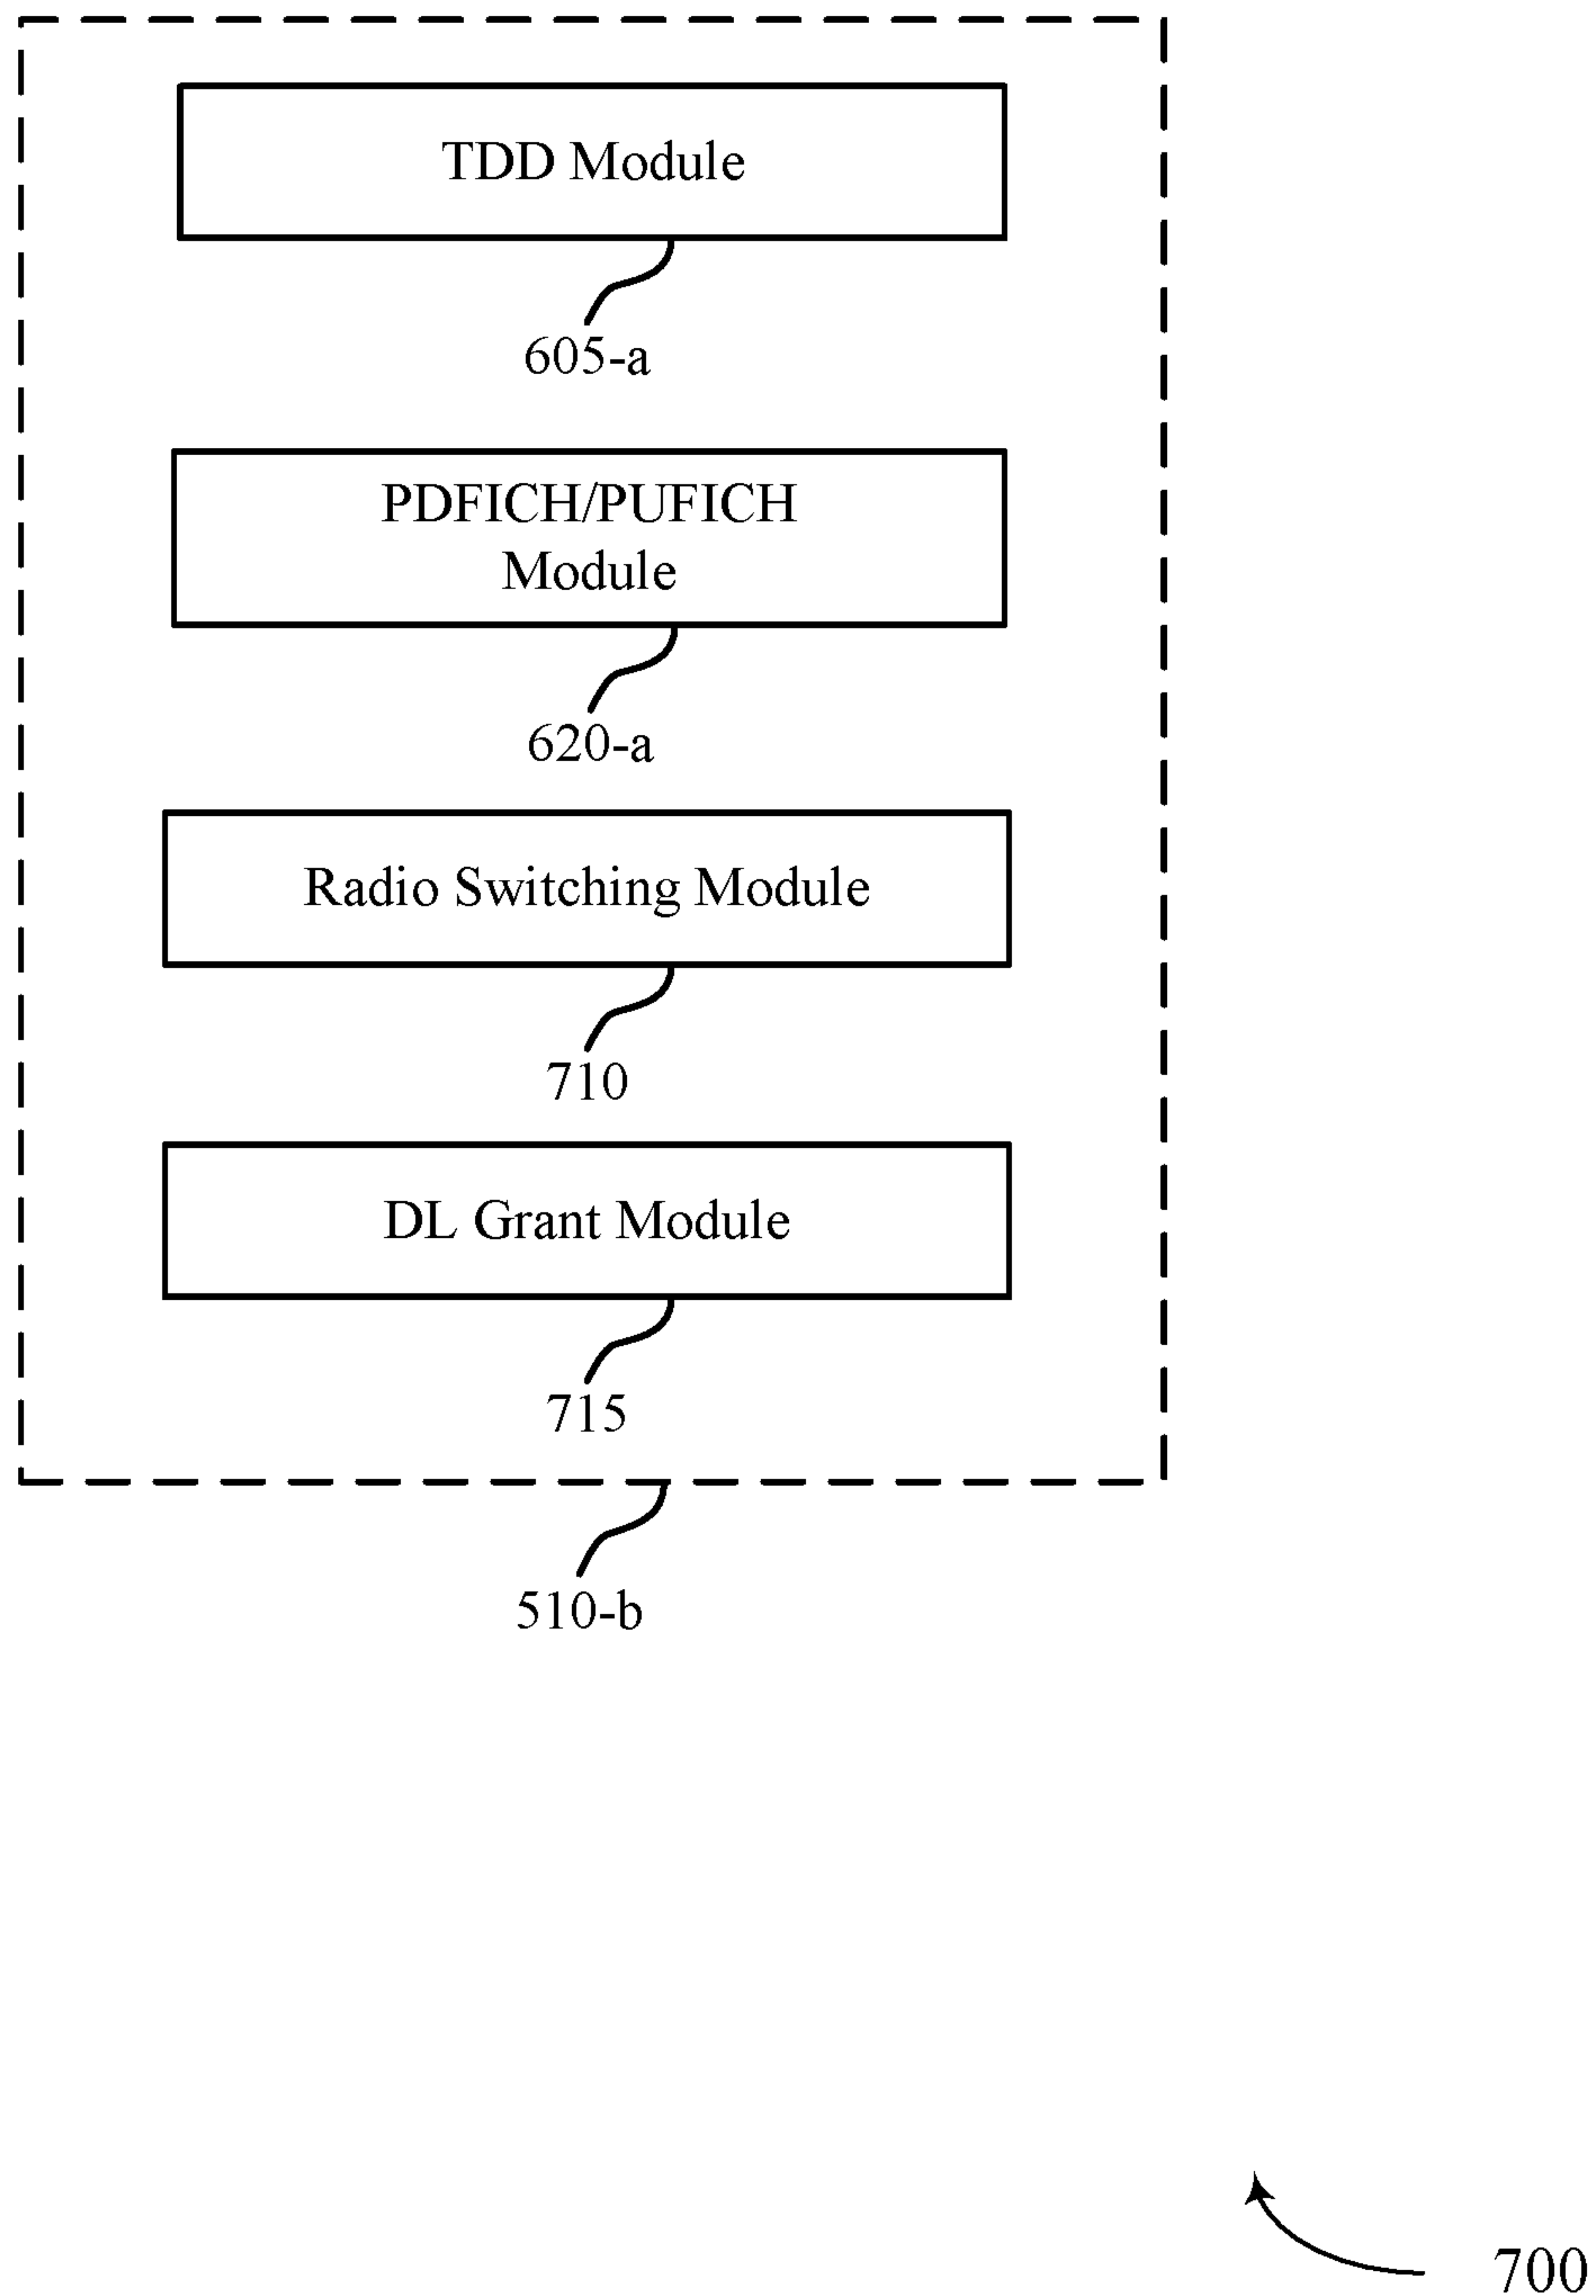 TDD Module
605-a
PDFICH/PUFICH
Module
620-a
Radio Switching Module
710
DL Grant Module
715
510-b
700